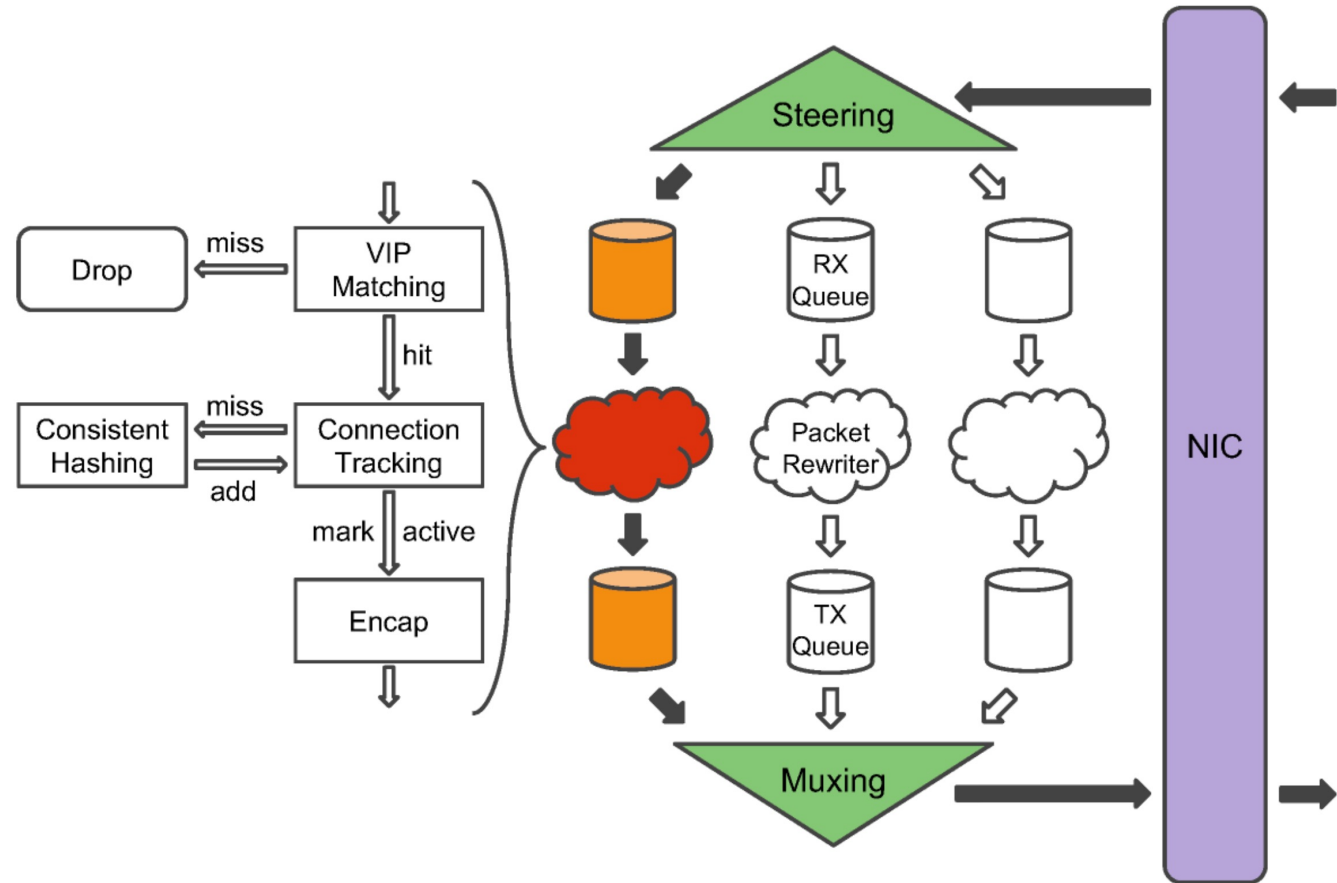 Steering
NIC
Drop
miss
VIP
Matching
RX
Queue
hit
Consistent
Hashing
miss
add
Connection
Tracking
Packet
Rewriter
mark
active
Encap
TX
Queue
Muxing